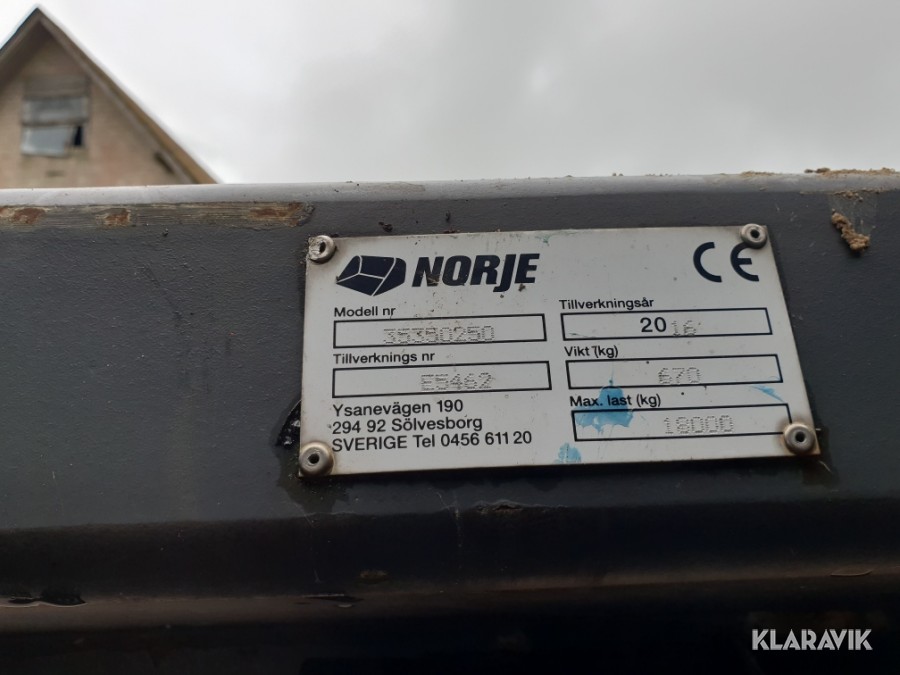 NORJE
CE
Modell nr
35350250
Tillverkningsår
2016
Tillverknings nr
E5462
Vikt (kg)
670
Max. last (kg)
18000
Ysanevägen 190
294 92 Sölvesborg
SVERIGE Tel 0456 611 20
KLARAVIK